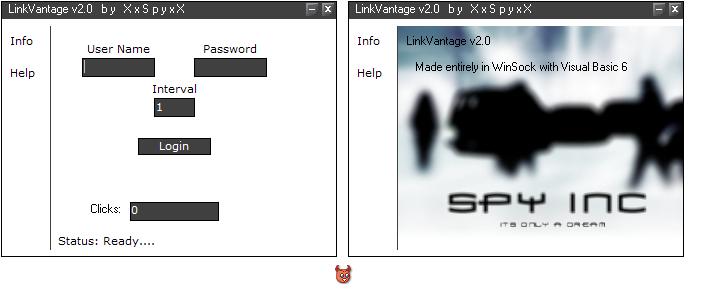 LinkVantage v2.0 by XxSpyxX
Info
Help
User Name
Password
Interval
1
Login
Clicks: 0
Status: Ready....
LinkVantage v2.0 by XxSpyxX
Info
Help
LinkVantage v2.0
Made entirely in WinSock with Visual Basic 6
SPY INC
ITS ONLY A DREAM